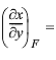 (∂x/∂y)_F =